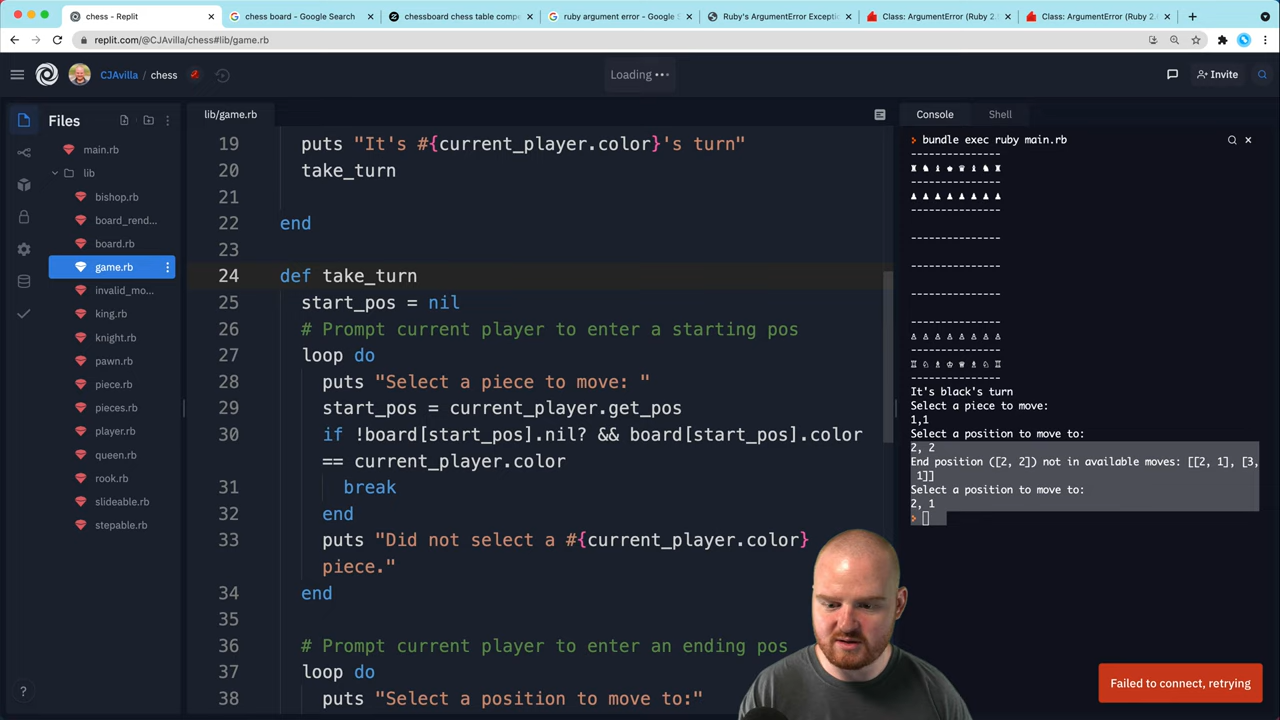 chess - Replit
chess board - Google Search
chessboard chess table compe
ruby argument error - Google S
Ruby's ArgumentError Exceptio
Class: ArgumentError (Ruby 2.
Class: ArgumentError (Ruby 2.
replit.com/@CJAvilla/chess#lib/game.rb
CJAvilla / chess
Loading •••
Invite
Files
main.rb
lib
bishop.rb
board_rend...
board.rb
game.rb
invalid_mo...
king.rb
knight.rb
pawn.rb
piece.rb
pieces.rb
player.rb
queen.rb
rook.rb
slideable.rb
stepable.rb
?
lib/game.rb
19 puts "It's #{current_player.color}'s turn"
20 take_turn
21
22 end
23
24 def take_turn
25 start_pos = nil
26 # Prompt current player to enter a starting pos
27 loop do
28 puts "Select a piece to move: "
29 start_pos = current_player.get_pos
30 if !board[start_pos].nil? && board[start_pos].color
== current_player.color
31 break
32 end
33 puts "Did not select a #{current_player.color}
piece."
34 end
35
36 # Prompt current player to enter an ending pos
37 loop do
38 puts "Select a position to move to:"
Console
Shell
> bundle exec ruby main.rb
---------------
♜ ♞ ♝ ♚ ♛ ♝ ♞ ♜
---------------
♟ ♟ ♟ ♟ ♟ ♟ ♟ ♟
---------------
---------------
---------------
---------------
---------------
♙ ♙ ♙ ♙ ♙ ♙ ♙ ♙
---------------
♖ ♘ ♗ ♔ ♕ ♗ ♘ ♖
---------------
It's black's turn
Select a piece to move:
1,1
Select a position to move to:
2, 2
End position ([2, 2]) not in available moves: [[2, 1], [3,
1]]
Select a position to move to:
2, 1
>
Failed to connect, retrying